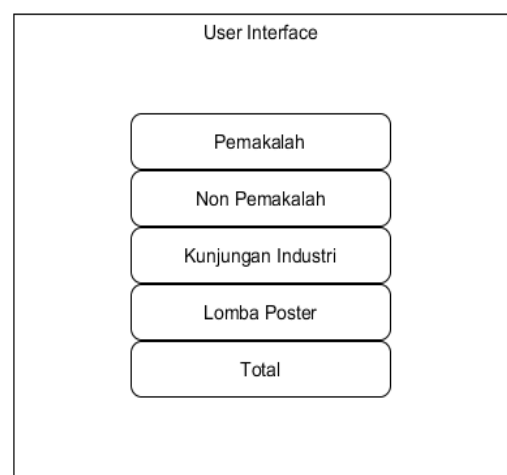 User Interface
Pemakalah
Non Pemakalah
Kunjungan Industri
Lomba Poster
Total